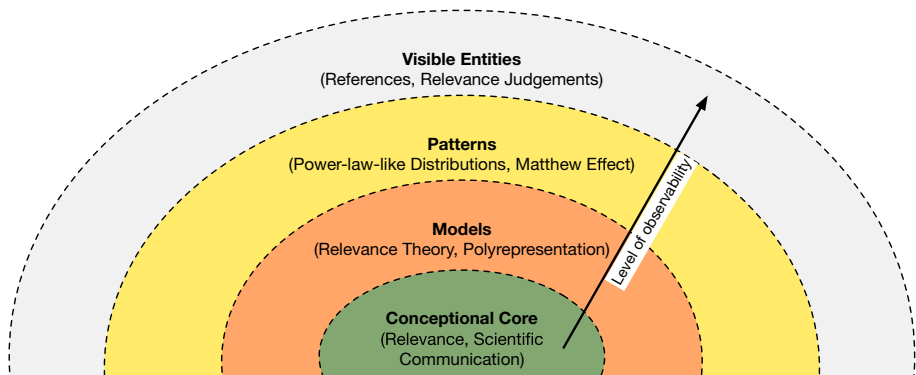 Visible Entities
(References, Relevance Judgements)
Patterns
(Power-law-like Distributions, Matthew Effect)
Models
(Relevance Theory, Polyrepresentation)
Level of observability
Conceptional Core
(Relevance, Scientific
Communication)